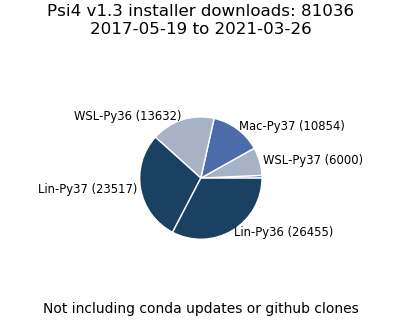 Psi4 v1.3 installer downloads: 81036
2017-05-19 to 2021-03-26
WSL-Py36 (13632)
Mac-Py37 (10854)
WSL-Py37 (6000)
Lin-Py37 (23517)
Lin-Py36 (26455)
Not including conda updates or github clones